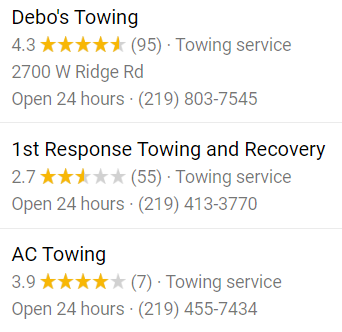 Debo's Towing
4.3 ★★★★★ (95) · Towing service
2700 W Ridge Rd
Open 24 hours · (219) 803-7545
1st Response Towing and Recovery
2.7 ★★★★★ (55) · Towing service
Open 24 hours · (219) 413-3770
AC Towing
3.9 ★★★★★ (7) · Towing service
Open 24 hours · (219) 455-7434